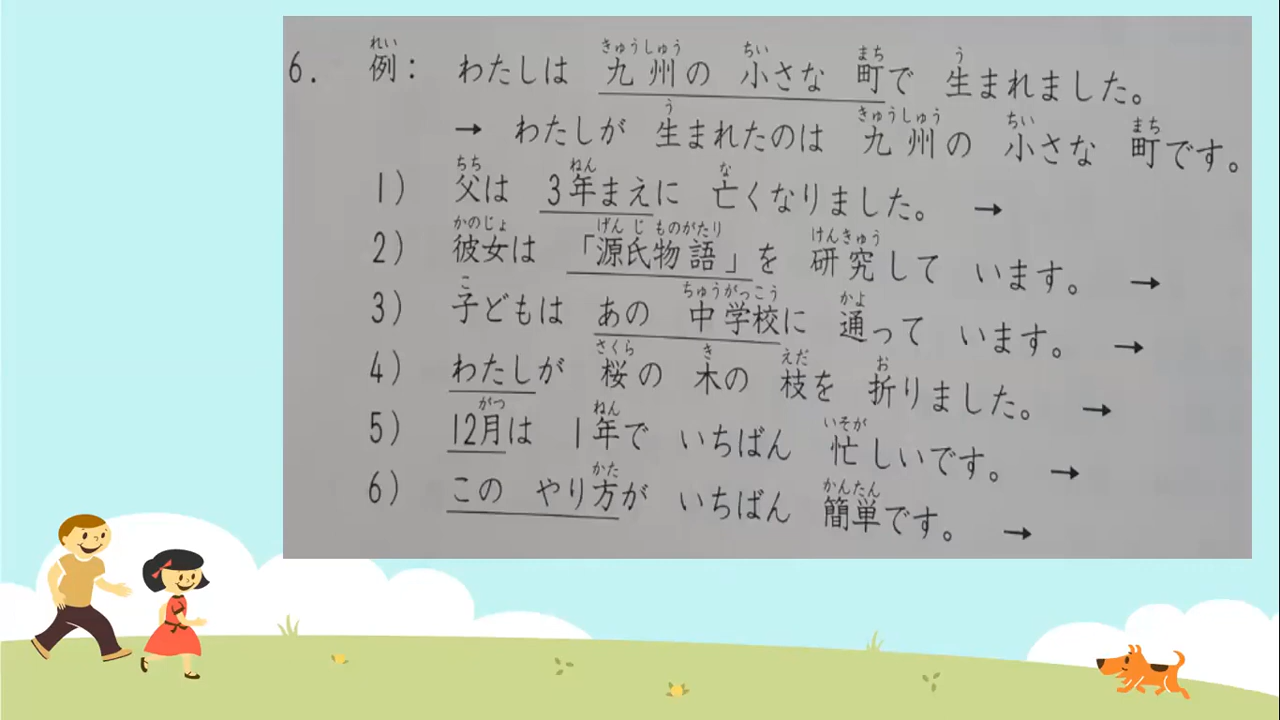 6. 例： わたしは 九州の 小さな 町で 生まれました。
→ わたしが 生まれたのは 九州の 小さな 町です。
1) 父は 3年まえに 亡くなりました。 →
2) 彼女は 「源氏物語」を 研究して います。 →
3) 子どもは あの 中学校に 通って います。 →
4) わたしが 桜の 木の 枝を 折りました。 →
5) 12月は 1年で いちばん 忙しいです。 →
6) この やり方が いちばん 簡単です。 →